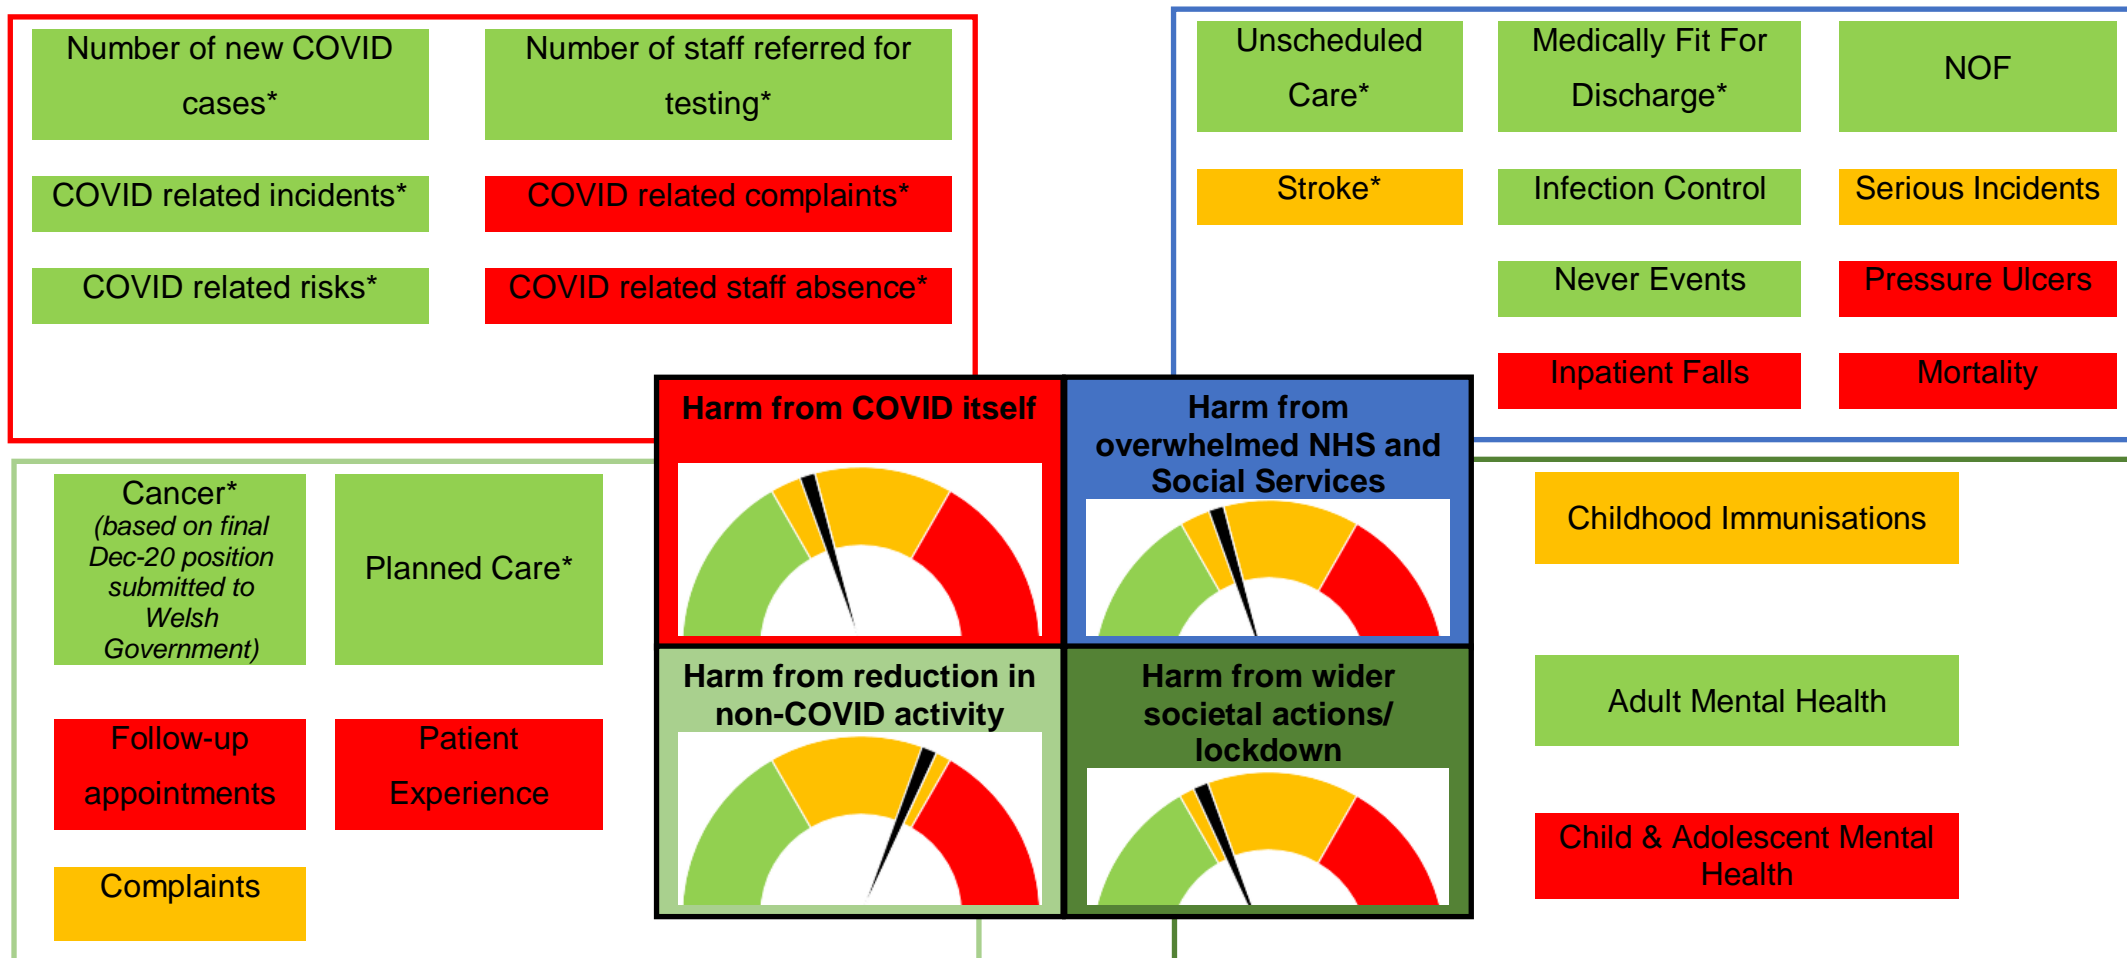 Number of new COVID
cases*
Number of staff referred for
testing*
COVID related incidents*
COVID related complaints*
COVID related risks*
COVID related staff absence*
Unscheduled
Care*
Medically Fit For
Discharge*
NOF
Stroke*
Infection Control
Serious Incidents
Never Events
Pressure Ulcers
Inpatient Falls
Mortality
Harm from COVID itself
Harm from
overwhelmed NHS and
Social Services
Cancer*
(based on final
Dec-20 position
submitted to
Welsh
Government)
Planned Care*
Follow-up
appointments
Patient
Experience
Complaints
Harm from reduction in
non-COVID activity
Harm from wider
societal actions/
lockdown
Childhood Immunisations
Adult Mental Health
Child & Adolescent Mental
Health